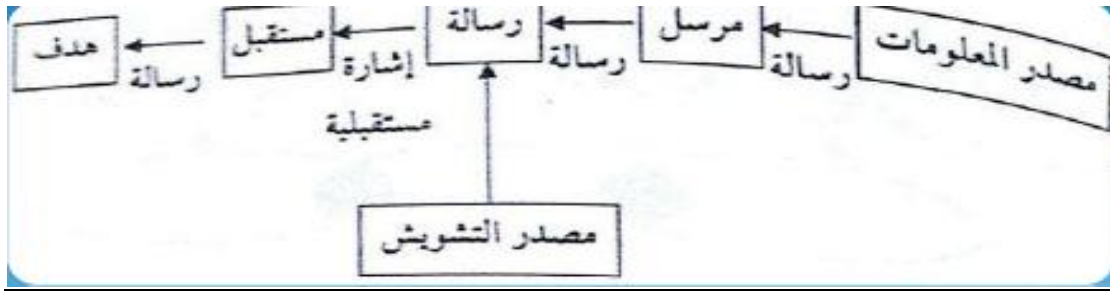 مصدر المعلومات
رسالة
مرسل
رسالة
رسالة
إشارة
مستقبلية
مستقبل
رسالة
هدف
مصدر التشويش